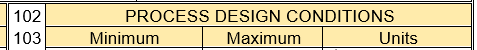 102 PROCESS DESIGN CONDITIONS
103 Minimum Maximum Units